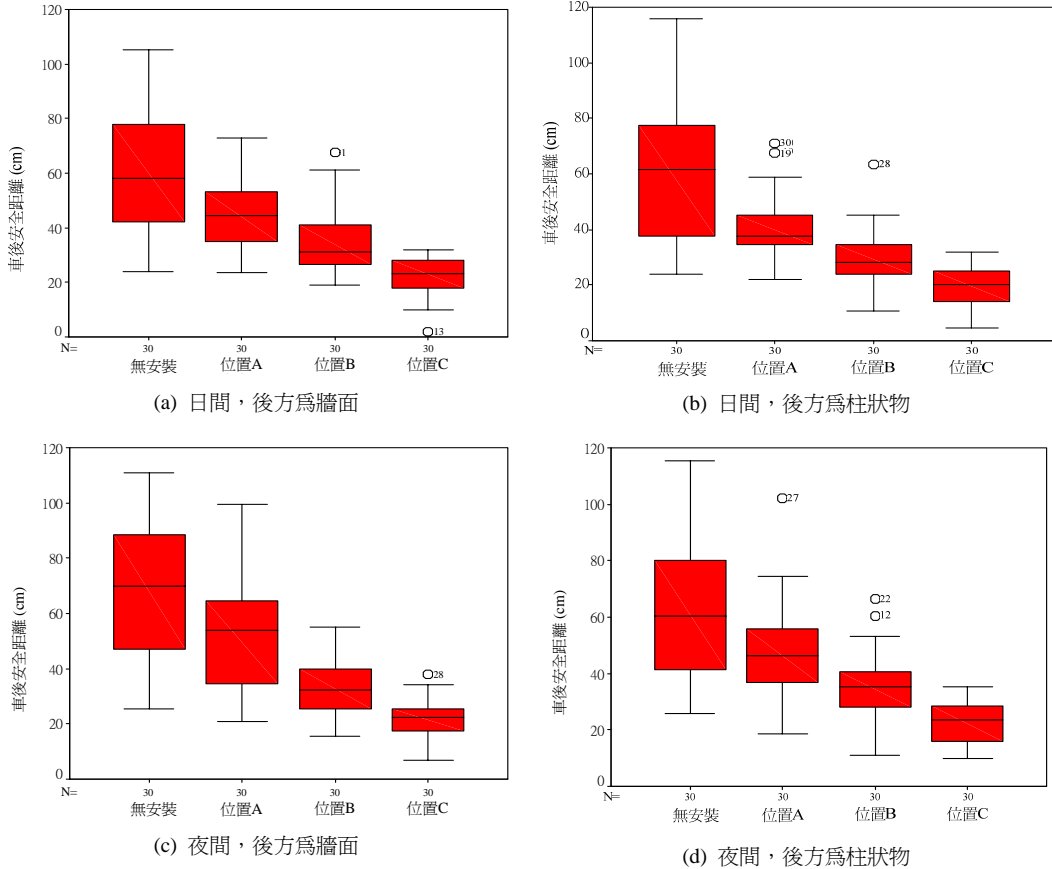 120
100
80
60
40
20
0
車後安全距離 (cm)
1
13
N= 30 30 30 30
無安裝 位置A 位置B 位置C
(a) 日間，後方爲牆面
120
100
80
60
40
20
0
車後安全距離 (cm)
30
19
28
N= 30 30 30 30
無安裝 位置A 位置B 位置C
(b) 日間，後方爲柱狀物
120
100
80
60
40
20
0
車後安全距離 (cm)
28
N= 30 30 30 30
無安裝 位置A 位置B 位置C
(c) 夜間，後方爲牆面
120
100
80
60
40
20
0
車後安全距離 (cm)
27
22
12
N= 30 30 30 30
無安裝 位置A 位置B 位置C
(d) 夜間，後方爲柱狀物